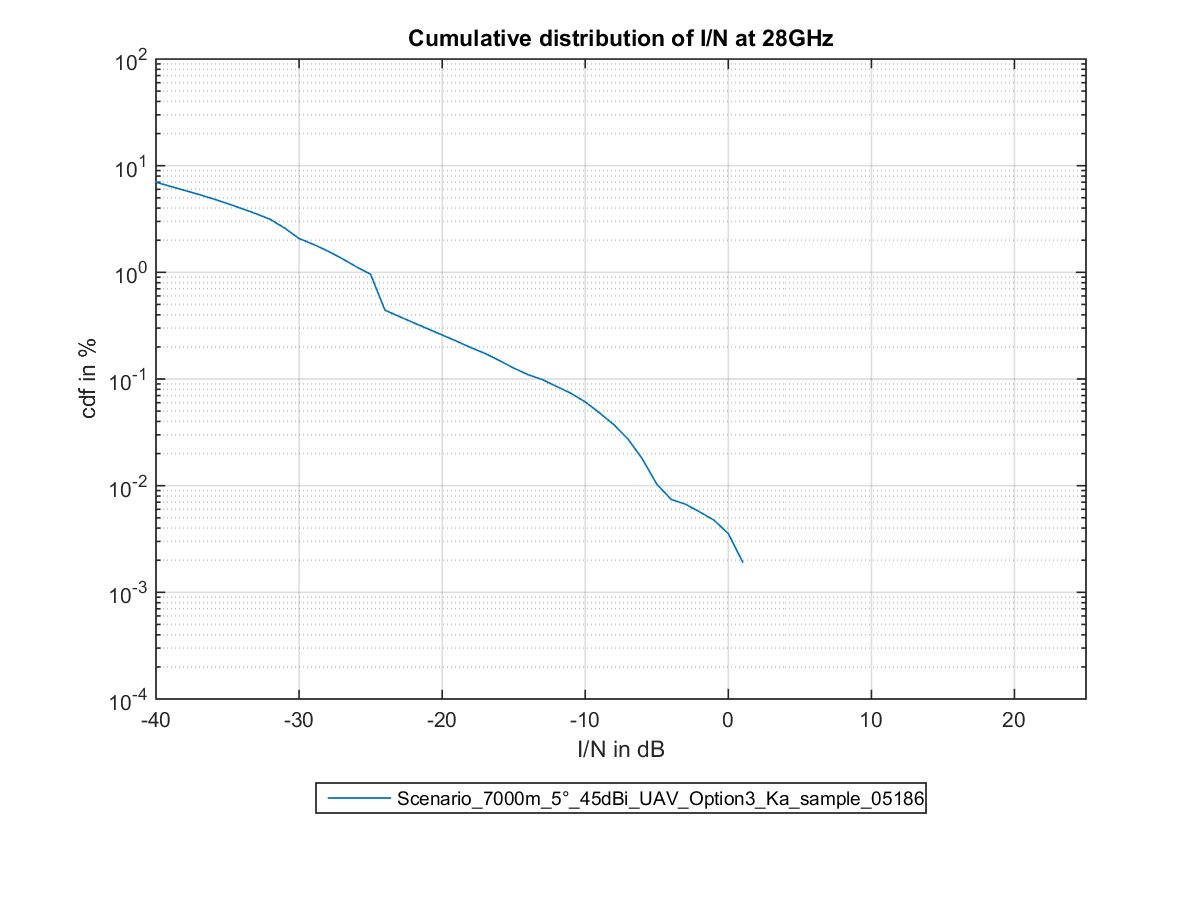 Cumulative distribution of I/N at 28GHz
10^2
10^1
10^0
10^-1
10^-2
10^-3
10^-4
cdf in %
-40 -30 -20 -10 0 10 20
I/N in dB
Scenario_7000m_5°_45dBi_UAV_Option3_Ka_sample_05186